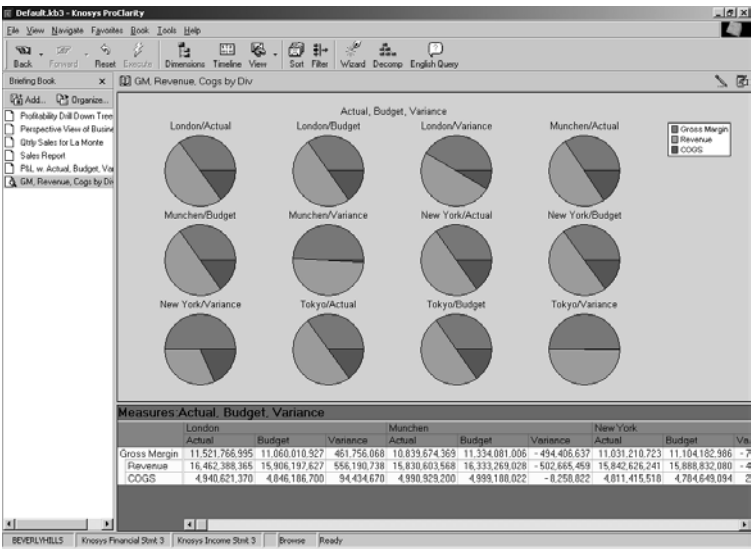 Default.kb3 - Knosys ProClarity
File View Navigate Favorites Book Tools Help
Back Forward Reset Execute Dimensions Timeline View Sort Filter Wizard Decomp English Query
Briefing Book x GM, Revenue, Cogs by Div
Add... Organize...
Profitability Drill Down Tree
Perspective View of Busine
Qtrly Sales for La Monte
Sales Report
P&L w. Actual, Budget, Var
GM, Revenue, Cogs by Div
Actual, Budget, Variance
London/Actual London/Budget London/Variance Munchen/Actual
Gross Margin
Revenue
COGS
Munchen/Budget Munchen/Variance New York/Actual New York/Budget
New York/Variance Tokyo/Actual Tokyo/Budget Tokyo/Variance
Measures:Actual, Budget, Variance
London Munchen New York
Actual Budget Variance Actual Budget Variance Actual Budget Va
Gross Margin 11,521,766,995 11,060,010,927 461,756,068 10,839,674,369 11,334,081,006 - 494,406,637 11,031,210,723 11,104,182,986 - 7
Revenue 16,462,388,365 15,906,197,627 556,190,738 15,830,603,568 16,333,269,028 - 502,665,459 15,842,626,241 15,888,832,080 - 4
COGS 4,940,621,370 4,846,186,700 94,434,670 4,990,929,200 4,999,188,022 - 8,258,822 4,811,415,518 4,784,649,094 2
BEVERLYHILLS Knosys Financial Stmt 3 Knosys Income Stmt 3 Browse Ready